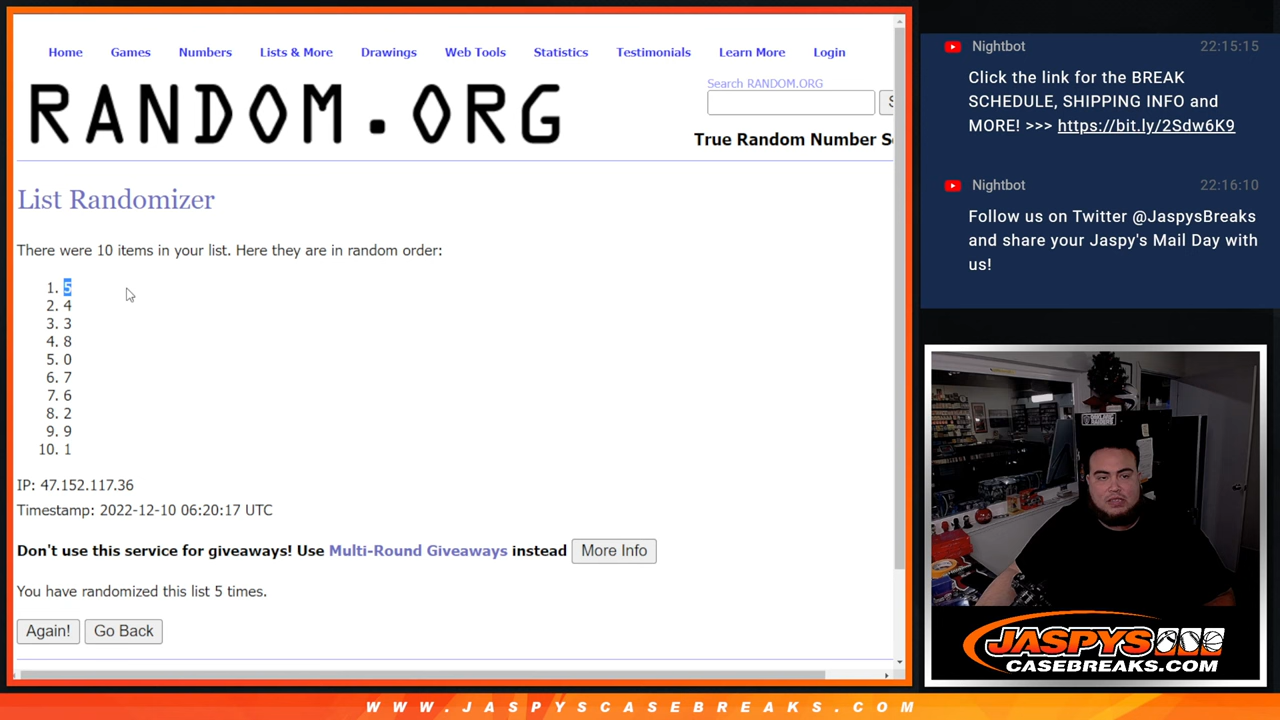 Home Games Numbers Lists & More Drawings Web Tools Statistics Testimonials Learn More Login
RANDOM.ORG
Search RANDOM.ORG
S
True Random Number S
List Randomizer
There were 10 items in your list. Here they are in random order:
1. 5
2. 4
3. 3
4. 8
5. 0
6. 7
7. 6
8. 2
9. 9
10. 1
IP: 47.152.117.36
Timestamp: 2022-12-10 06:20:17 UTC
Don't use this service for giveaways! Use Multi-Round Giveaways instead More Info
You have randomized this list 5 times.
Again! Go Back
Nightbot 22:15:15
Click the link for the BREAK
SCHEDULE, SHIPPING INFO and
MORE! >>> https://bit.ly/2Sdw6K9
Nightbot 22:16:10
Follow us on Twitter @JaspysBreaks
and share your Jaspy's Mail Day with
us!
JASPYS
CASEBREAKS.COM
WWW.JASPYSCASEBREAKS.COM